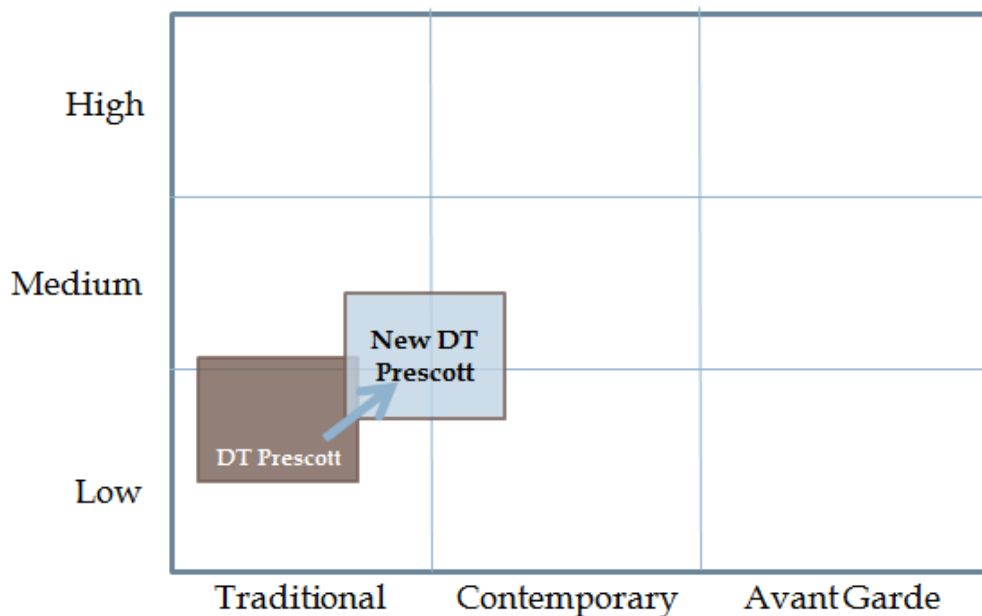 High
Medium
New DT
Prescott
DT Prescott
Low
Traditional
Contemporary
Avant Garde